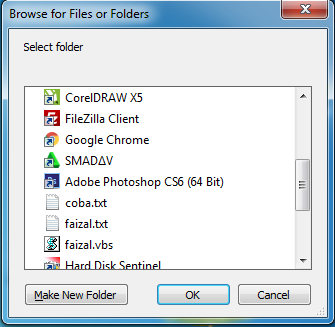 Browse for Files or Folders
Select folder
CorelDRAW X5
FileZilla Client
Google Chrome
SMADΔV
Adobe Photoshop CS6 (64 Bit)
coba.txt
faizal.txt
faizal.vbs
Hard Disk Sentinel
Make New Folder
OK
Cancel